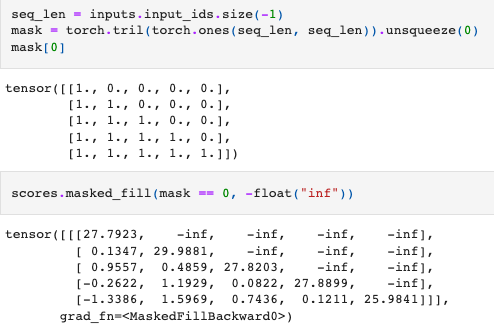 seq_len = inputs.input_ids.size(-1)
mask = torch.tril(torch.ones(seq_len, seq_len)).unsqueeze(0)
mask[0]
tensor([[1., 0., 0., 0., 0.],
        [1., 1., 0., 0., 0.],
        [1., 1., 1., 0., 0.],
        [1., 1., 1., 1., 0.],
        [1., 1., 1., 1., 1.]])
scores.masked_fill(mask == 0, -float("inf"))
tensor([[[27.7923,    -inf,    -inf,    -inf,    -inf],
         [ 0.1347, 29.9881,    -inf,    -inf,    -inf],
         [ 0.9557,  0.4859, 27.8203,    -inf,    -inf],
         [-0.2622,  1.1929,  0.0822, 27.8899,    -inf],
         [-1.3386,  1.5969,  0.7436,  0.1211, 25.9841]]],
       grad_fn=<MaskedFillBackward0>)